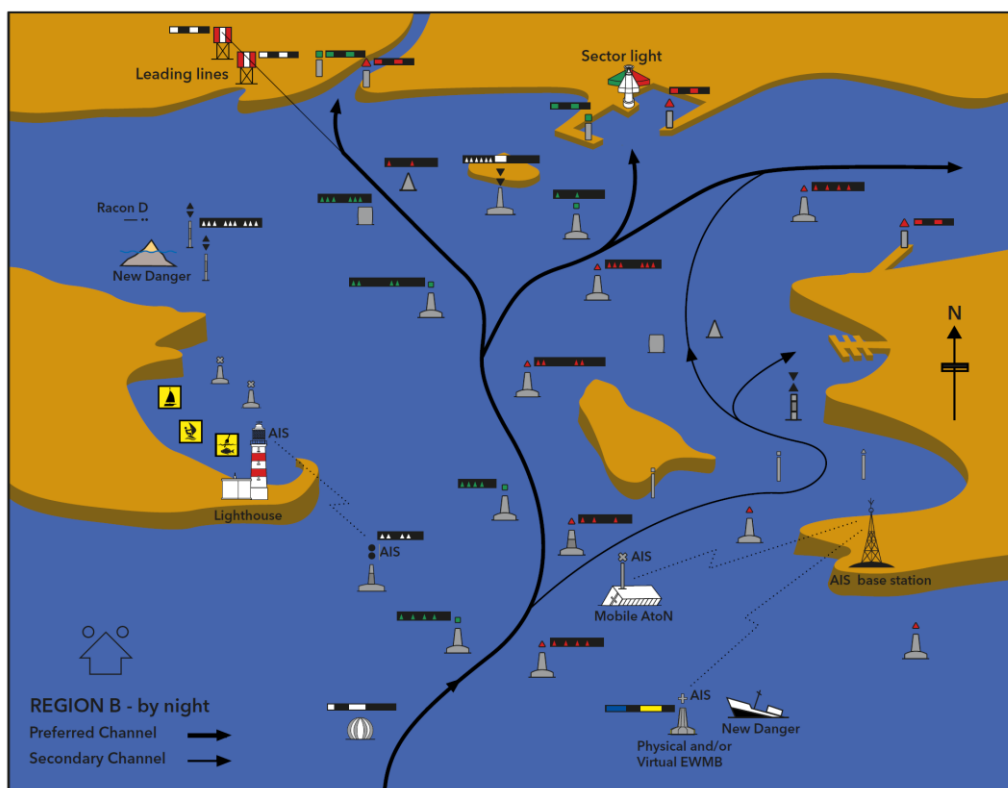 Leading lines
Sector light
Racon D
New Danger
N
AIS
Lighthouse
AIS
AIS
Mobile AtoN
AIS base station
AIS
New Danger
Physical and/or
Virtual EWMB
REGION B - by night
Preferred Channel
Secondary Channel